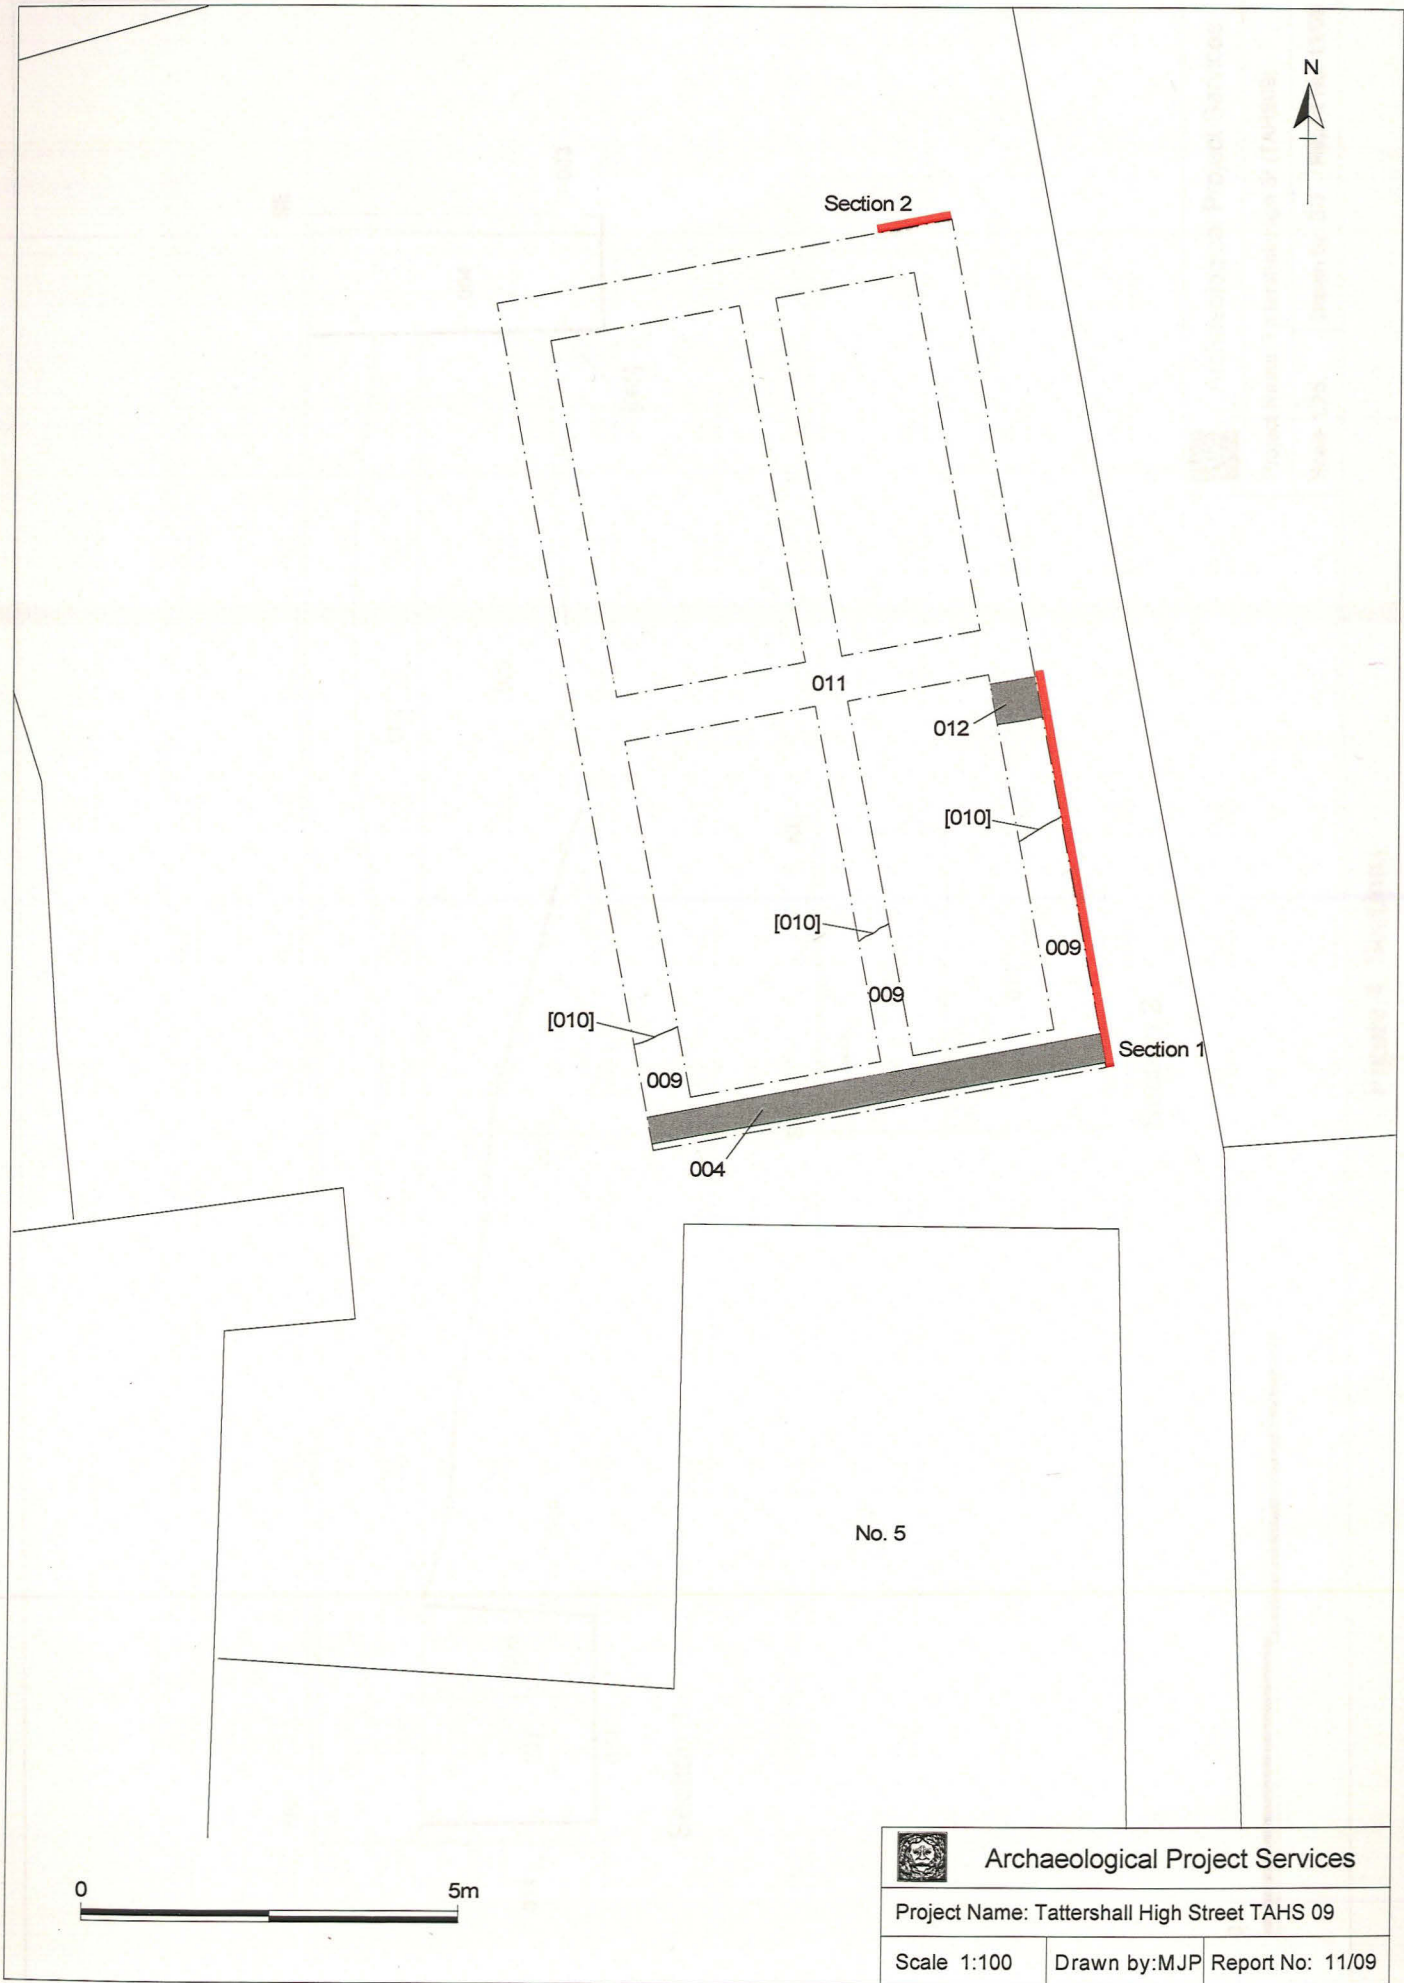 N
Section 2
011
012
[010]
[010]
009
009
[010]
Section 1
009
004
No. 5
0 5m
Archaeological Project Services
Project Name: Tattershall High Street TAHS 09
Scale 1:100 Drawn by:MJP Report No: 11/09